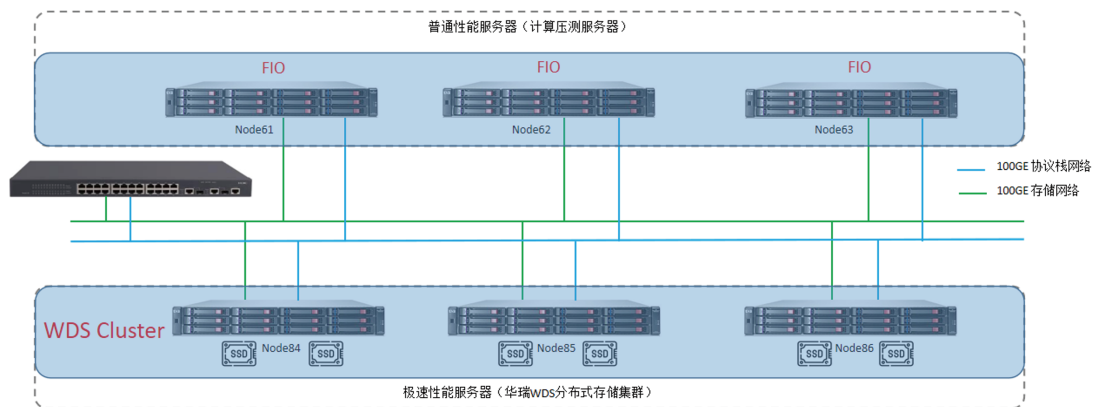 普通性能服务器（计算压测服务器）
FIO
FIO
FIO
Node61
Node62
Node63
100GE 协议栈网络
100GE 存储网络
WDS Cluster
Node84
Node85
Node86
SSD
SSD
SSD
SSD
SSD
SSD
极速性能服务器（华瑞WDS分布式存储集群）